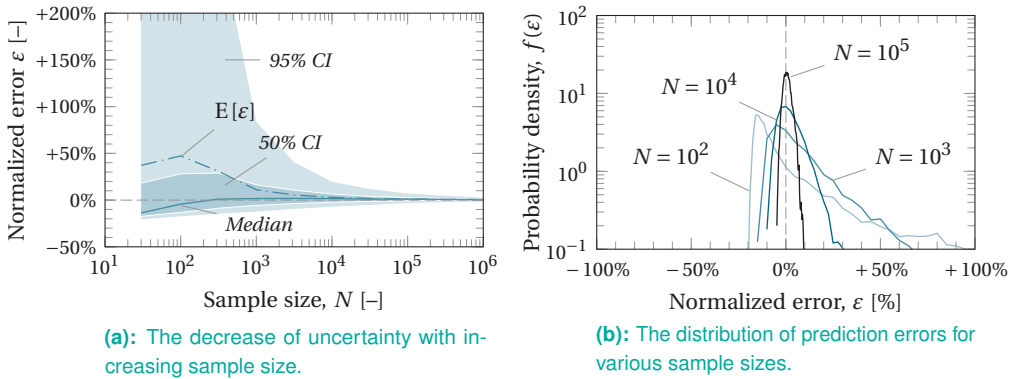 Normalized error ε [–]
+200%
+150%
+100%
+50%
0%
−50%
95% CI
E[ε]
50% CI
Median
10^1
10^2
10^3
10^4
10^5
10^6
Sample size, N [–]
(a): The decrease of uncertainty with in-
creasing sample size.
Probability density, f(ε)
10^2
10^1
10^0
10^−1
N = 10^5
N = 10^4
N = 10^2
N = 10^3
−100%
−50%
0%
+50%
+100%
Normalized error, ε [%]
(b): The distribution of prediction errors for
various sample sizes.